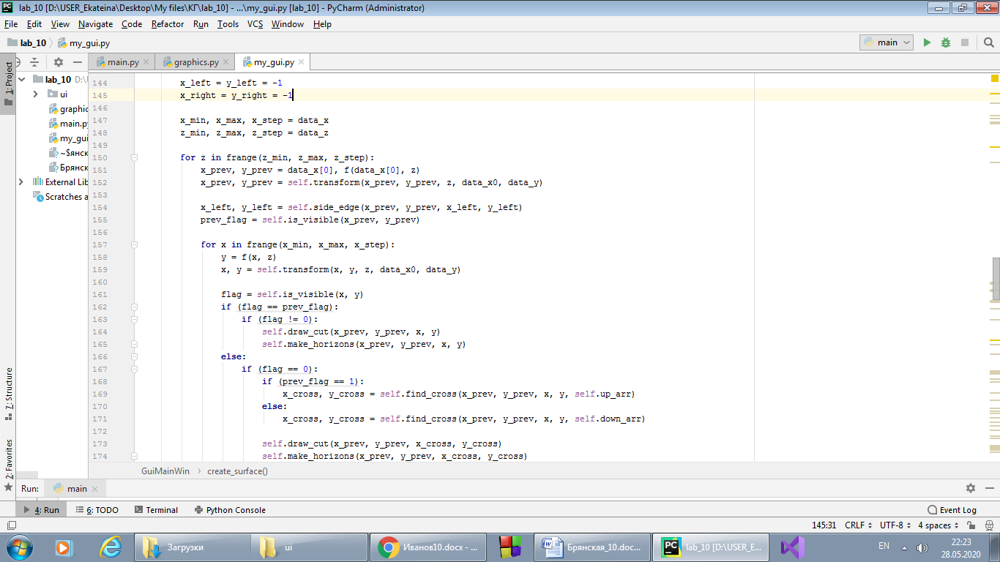 lab_10 [D:\USER_Ekateina\Desktop\My files\КГ\lab_10] - ...\my_gui.py [lab_10] - PyCharm (Administrator)
File Edit View Navigate Code Refactor Run Tools VCS Window Help
lab_10 my_gui.py main
main.py graphics.py my_gui.py
1: Project
lab_10 D:\
ui
graphic
main.py
my_gui
~$янск
Брянск
External Lib
Scratches a
144 x_left = y_left = -1
145 x_right = y_right = -1
146
147 x_min, x_max, x_step = data_x
148 z_min, z_max, z_step = data_z
149
150 for z in frange(z_min, z_max, z_step):
151 x_prev, y_prev = data_x[0], f(data_x[0], z)
152 x_prev, y_prev = self.transform(x_prev, y_prev, z, data_x0, data_y)
153
154 x_left, y_left = self.side_edge(x_prev, y_prev, x_left, y_left)
155 prev_flag = self.is_visible(x_prev, y_prev)
156
157 for x in frange(x_min, x_max, x_step):
158 y = f(x, z)
159 x, y = self.transform(x, y, z, data_x0, data_y)
160
161 flag = self.is_visible(x, y)
162 if (flag == prev_flag):
163 if (flag != 0):
164 self.draw_cut(x_prev, y_prev, x, y)
165 self.make_horizons(x_prev, y_prev, x, y)
166 else:
167 if (flag == 0):
168 if (prev_flag == 1):
169 x_cross, y_cross = self.find_cross(x_prev, y_prev, x, y, self.up_arr)
170 else:
171 x_cross, y_cross = self.find_cross(x_prev, y_prev, x, y, self.down_arr)
172
173 self.draw_cut(x_prev, y_prev, x_cross, y_cross)
174 self.make_horizons(x_prev, y_prev, x_cross, y_cross)
7: Structure
2: Favorites
GuiMainWin create_surface()
Run: main
4: Run 6: TODO Terminal Python Console Event Log
145:31 CRLF UTF-8 4 spaces
Загрузки ui Иванов10.docx - ... Брянская_10.doc... lab_10 [D:\USER_E... EN 22:23
28.05.2020